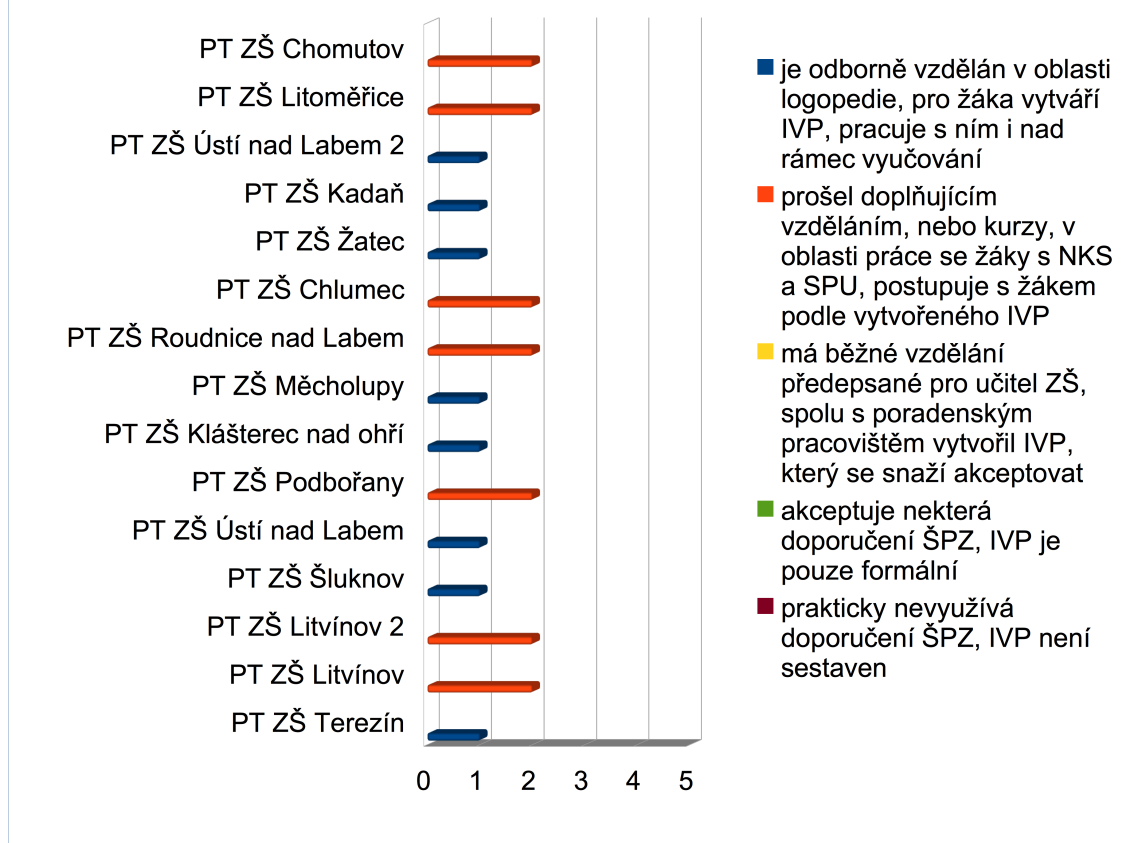 PT ZŠ Chomutov
PT ZŠ Litoměřice
PT ZŠ Ústí nad Labem 2
PT ZŠ Kadaň
PT ZŠ Žatec
PT ZŠ Chlumec
PT ZŠ Roudnice nad Labem
PT ZŠ Měcholupy
PT ZŠ Klášterec nad ohří
PT ZŠ Podbořany
PT ZŠ Ústí nad Labem
PT ZŠ Šluknov
PT ZŠ Litvínov 2
PT ZŠ Litvínov
PT ZŠ Terezín
0 1 2 3 4 5
je odborně vzdělán v oblasti
logopedie, pro žáka vytváří
IVP, pracuje s ním i nad
rámec vyučování
prošel doplňujícím
vzděláním, nebo kurzy, v
oblasti práce se žáky s NKS
a SPU, postupuje s žákem
podle vytvořeného IVP
má běžné vzdělání
předepsané pro učitel ZŠ,
spolu s poradenským
pracovištěm vytvořil IVP,
který se snaží akceptovat
akceptuje nekterá
doporučení ŠPZ, IVP je
pouze formální
prakticky nevyužívá
doporučení ŠPZ, IVP není
sestaven